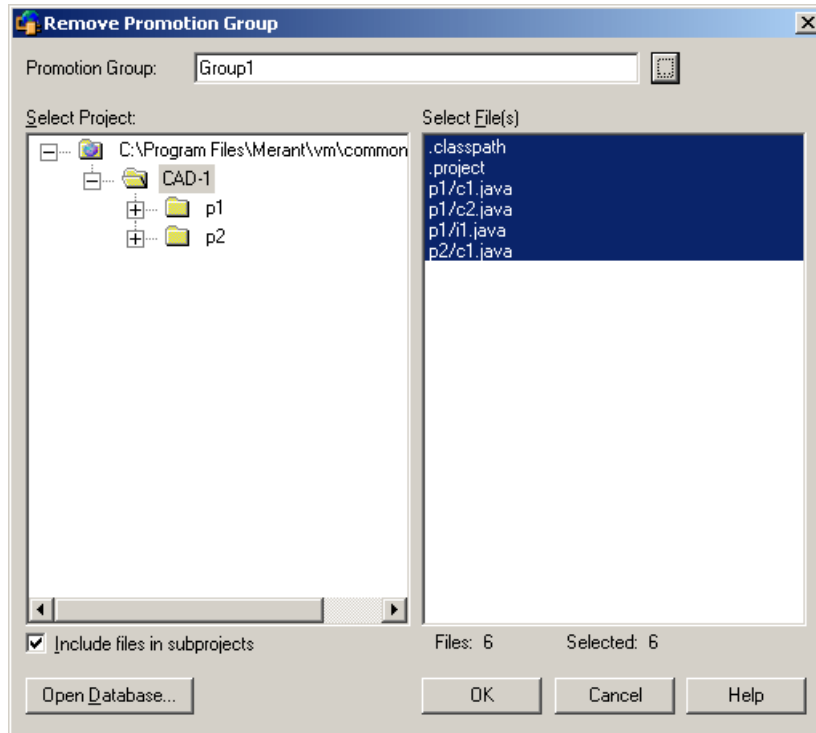 Remove Promotion Group
Promotion Group: Group1
Select Project:
Select File(s)
C:\Program Files\Merant\vm\common
CAD-1
p1
p2
.classpath
.project
p1/c1.java
p1/c2.java
p1/i1.java
p2/c1.java
Include files in subprojects
Files: 6 Selected: 6
Open Database... OK Cancel Help